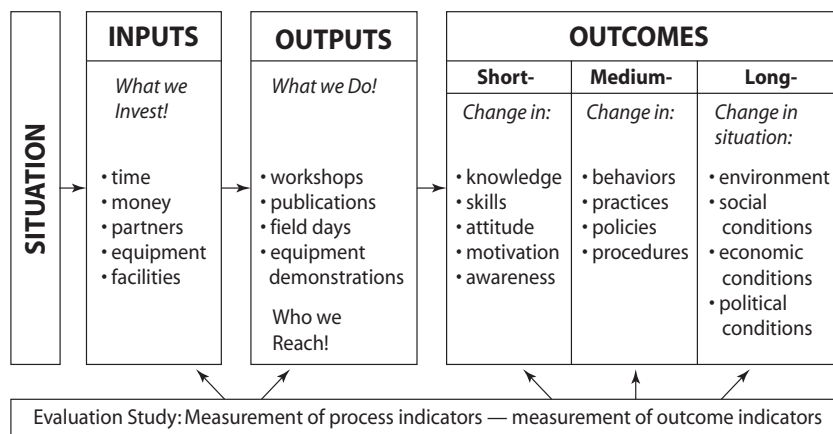 SITUATION
INPUTS
What we
Invest!
• time
• money
• partners
• equipment
• facilities
OUTPUTS
What we Do!
• workshops
• publications
• field days
• equipment
demonstrations
Who we
Reach!
OUTCOMES
Short-
Change in:
• knowledge
• skills
• attitude
• motivation
• awareness
Medium-
Change in:
• behaviors
• practices
• policies
• procedures
Long-
Change in
situation:
• environment
• social
conditions
• economic
conditions
• political
conditions
Evaluation Study: Measurement of process indicators — measurement of outcome indicators